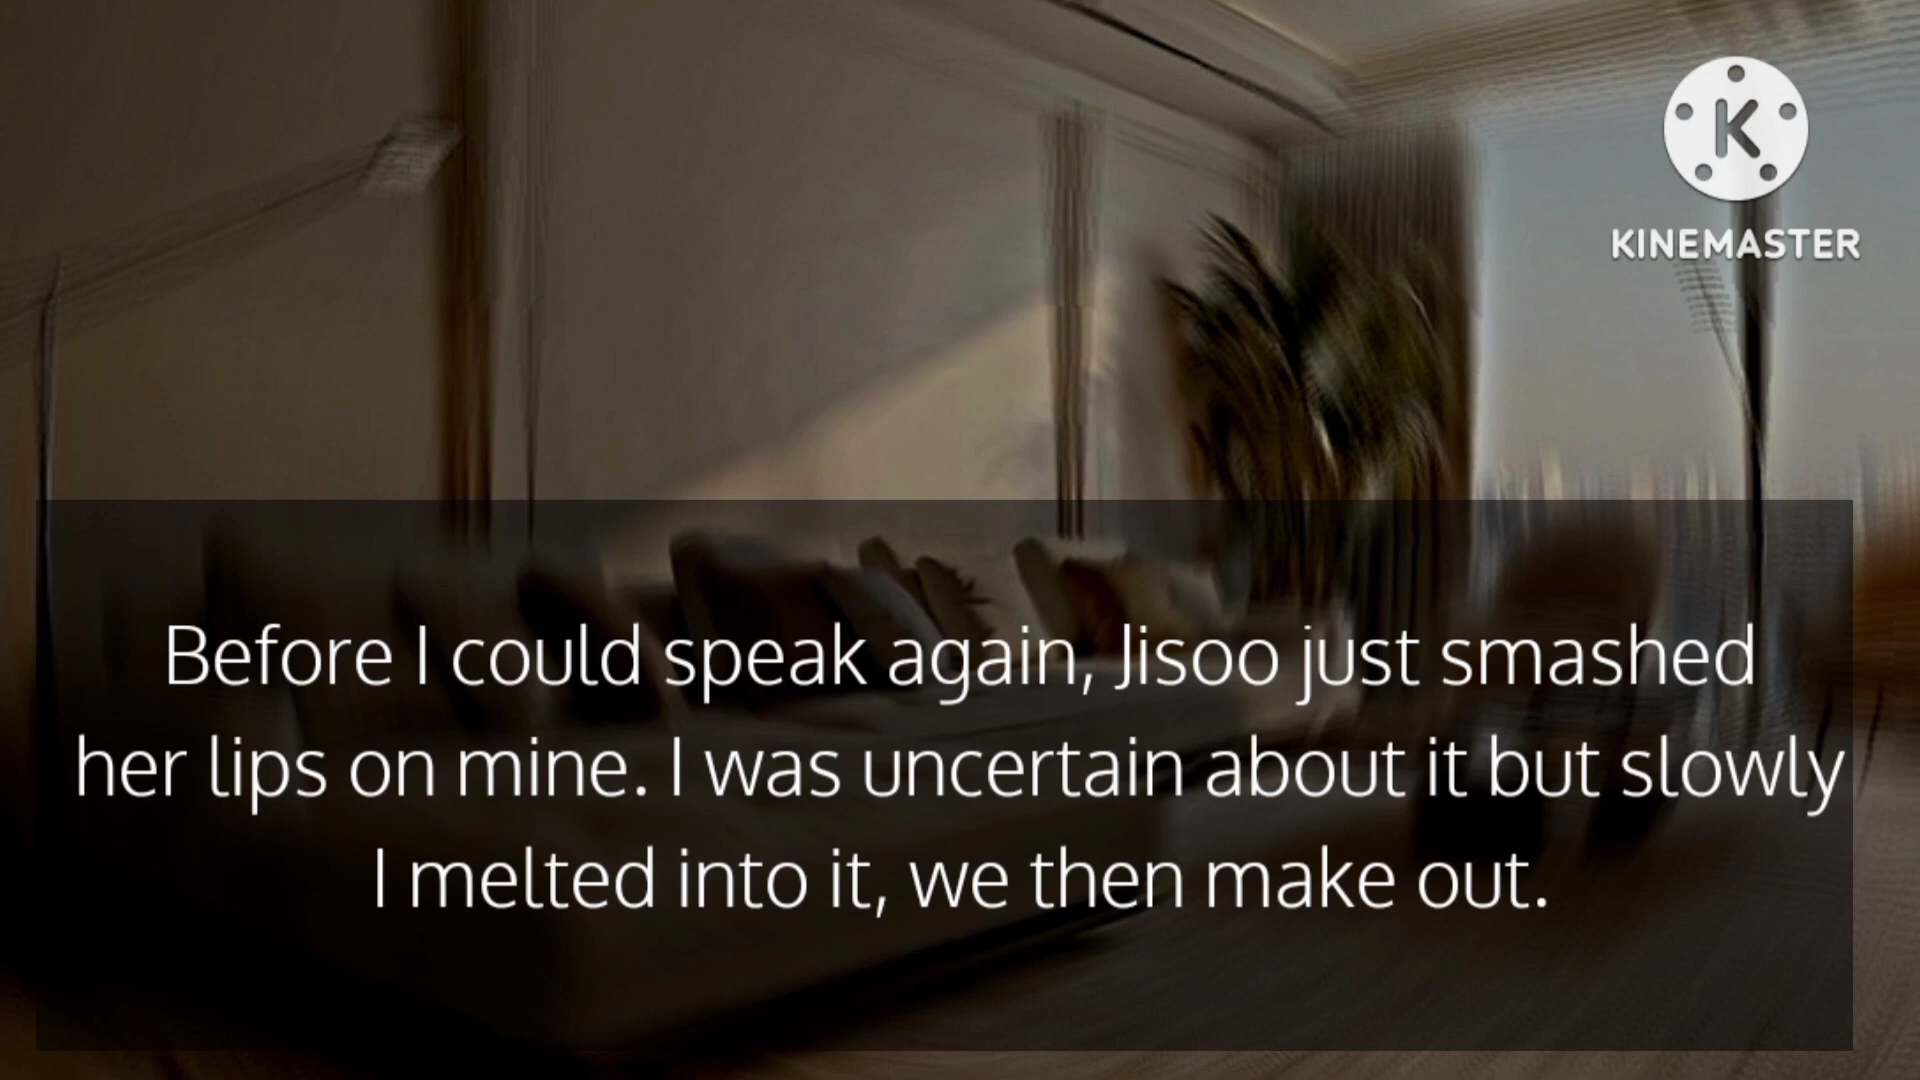 K
KINEMASTER
Before I could speak again, Jisoo just smashed
her lips on mine. I was uncertain about it but slowly
I melted into it, we then make out.